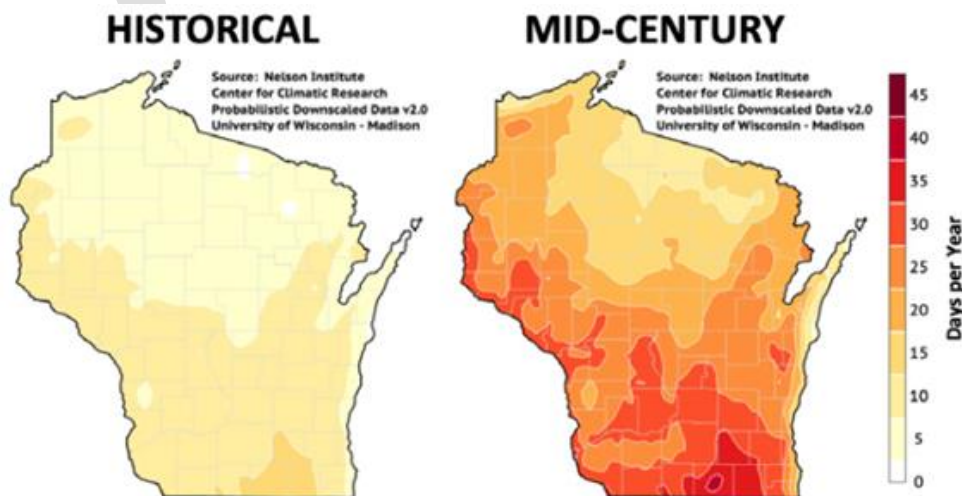 HISTORICAL
Source: Nelson Institute
Center for Climatic Research
Probabilistic Downscaled Data v2.0
University of Wisconsin - Madison
MID-CENTURY
Source: Nelson Institute
Center for Climatic Research
Probabilistic Downscaled Data v2.0
University of Wisconsin - Madison
45
40
35
30
25
20
15
10
5
0
Days per Year